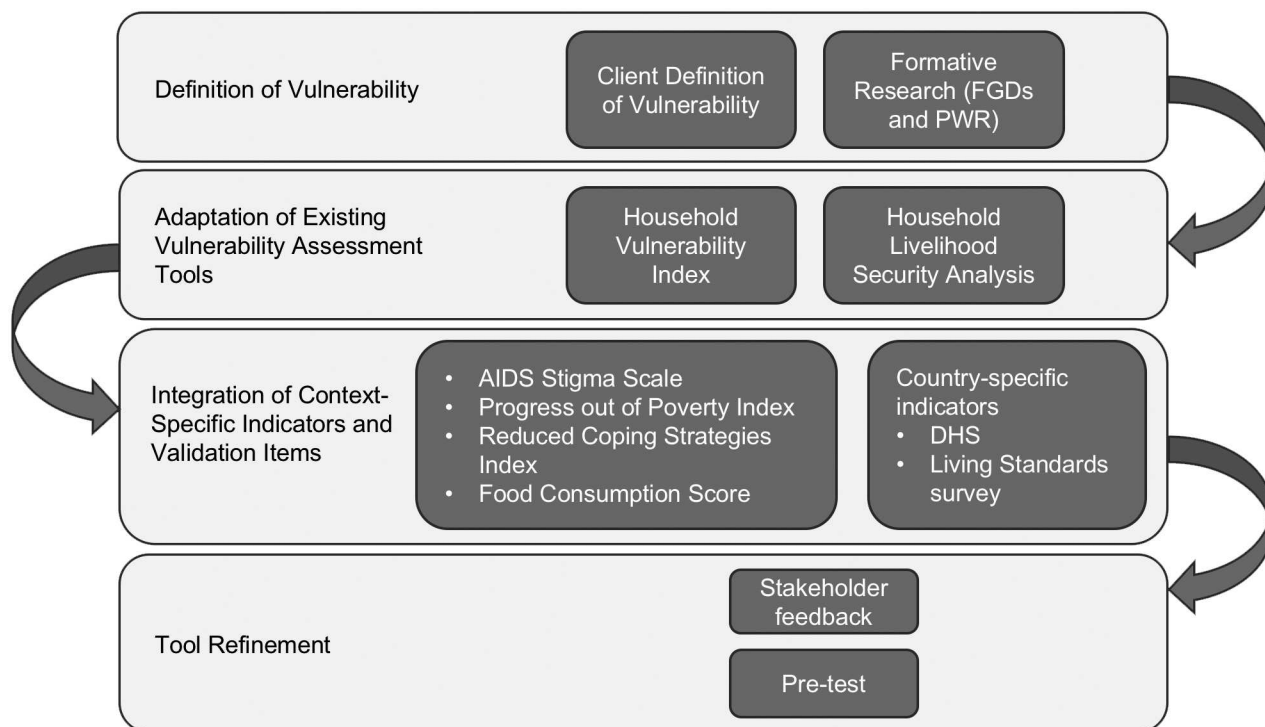 Definition of Vulnerability
Client Definition
of Vulnerability
Formative
Research (FGDs
and PWR)
Adaptation of Existing
Vulnerability Assessment
Tools
Household
Vulnerability
Index
Household
Livelihood
Security Analysis
Integration of Context-
Specific Indicators and
Validation Items
• AIDS Stigma Scale
• Progress out of Poverty Index
• Reduced Coping Strategies
Index
• Food Consumption Score
Country-specific
indicators
• DHS
• Living Standards
survey
Tool Refinement
Stakeholder
feedback
Pre-test